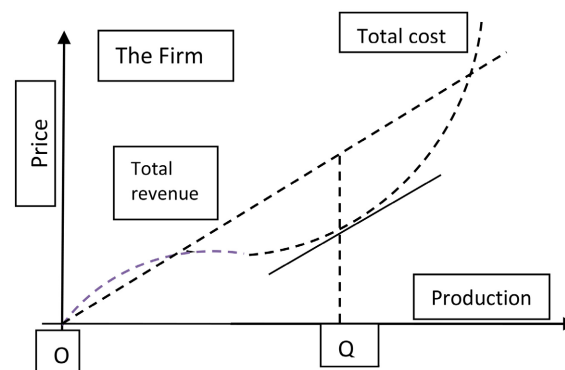 Total cost
The Firm
Price
Total
revenue
Production
O
Q